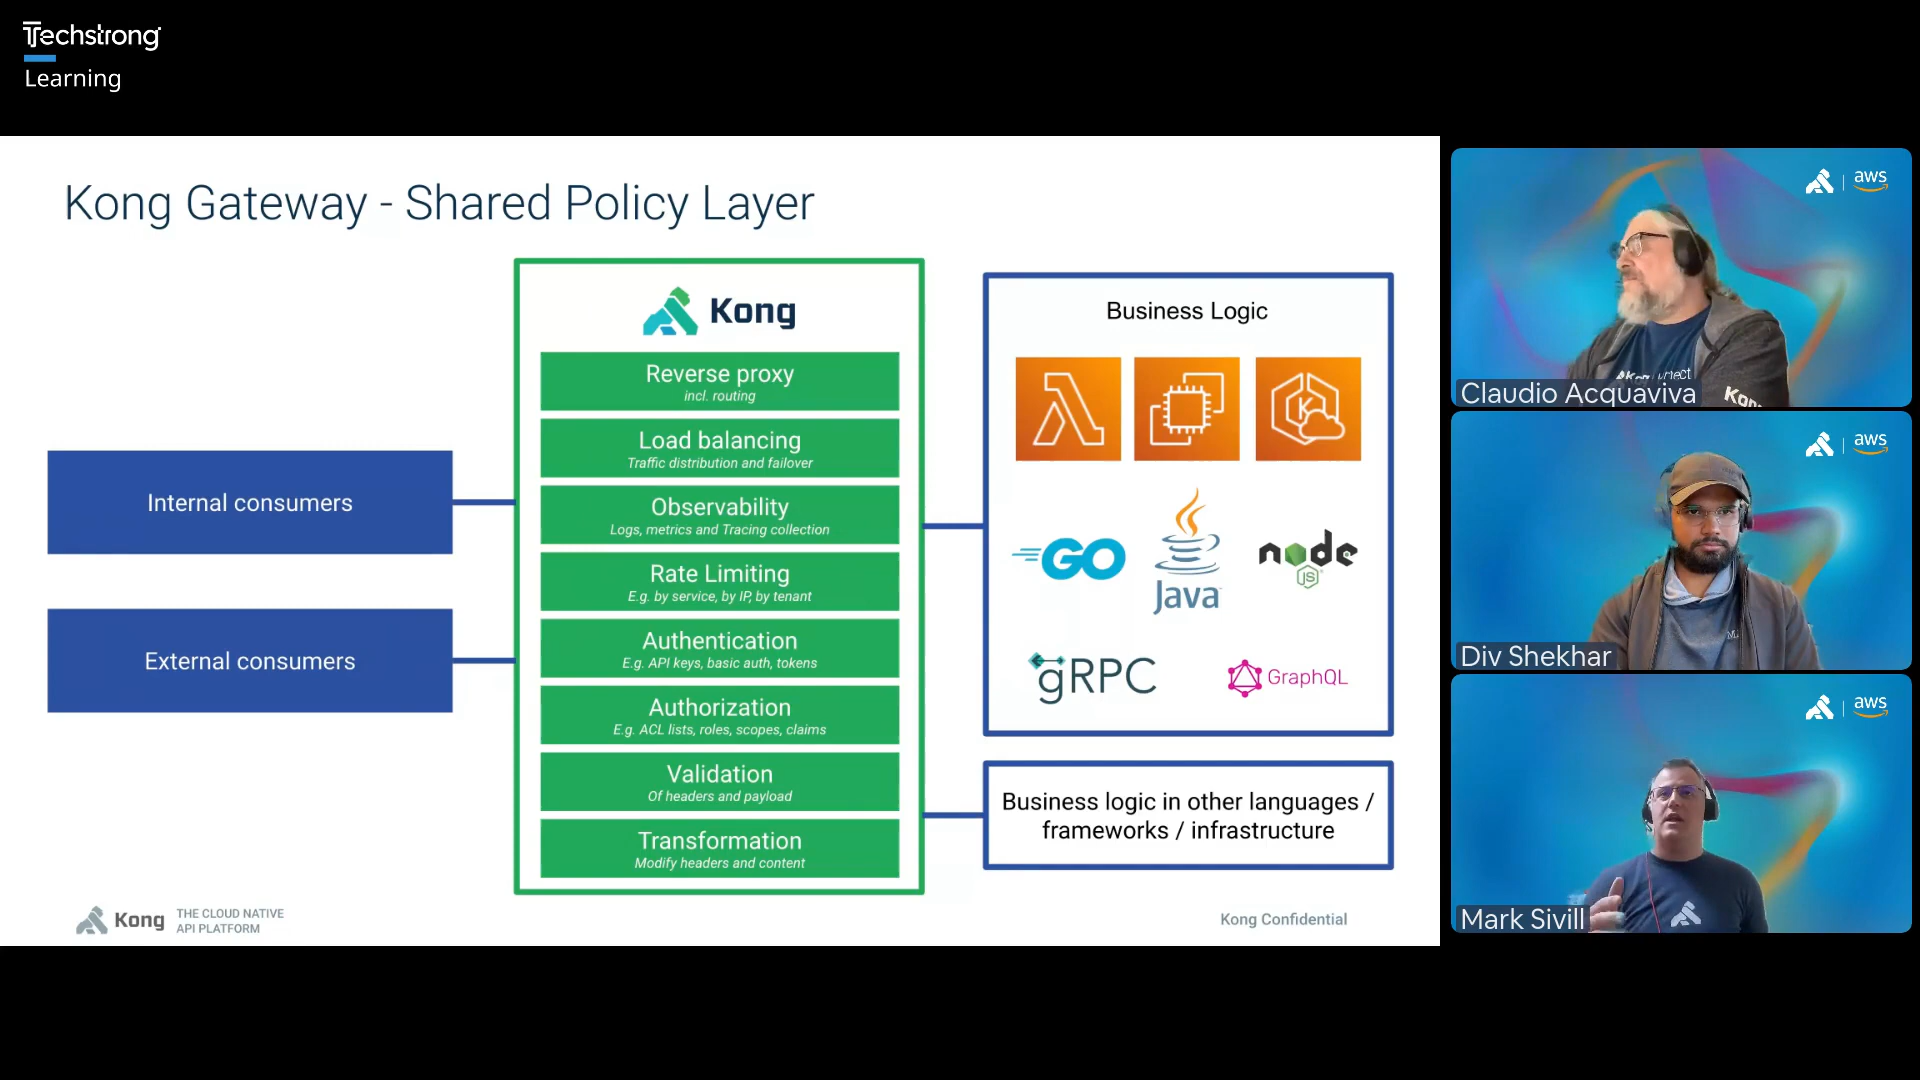 Techstrong
Learning
Kong Gateway - Shared Policy Layer
Internal consumers
External consumers
Kong
Reverse proxy
incl. routing
Load balancing
Traffic distribution and failover
Observability
Logs, metrics and Tracing collection
Rate Limiting
E.g. by service, by IP, by tenant
Authentication
E.g. API keys, basic auth, tokens
Authorization
E.g. ACL lists, roles, scopes, claims
Validation
Of headers and payload
Transformation
Modify headers and content
Business Logic
GO
Java
node
JS
gRPC
GraphQL
Business logic in other languages /
frameworks / infrastructure
Kong
THE CLOUD NATIVE
API PLATFORM
Kong Confidential
aws
Claudio Acquaviva
aws
Div Shekhar
aws
Mark Sivill